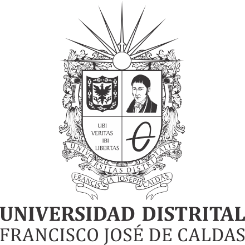 UBI
VERITAS
IBI
LIBERTAS
UNIVERSIDAD DISTRITAL
FRANCISCO JOSÉ DE CALDAS